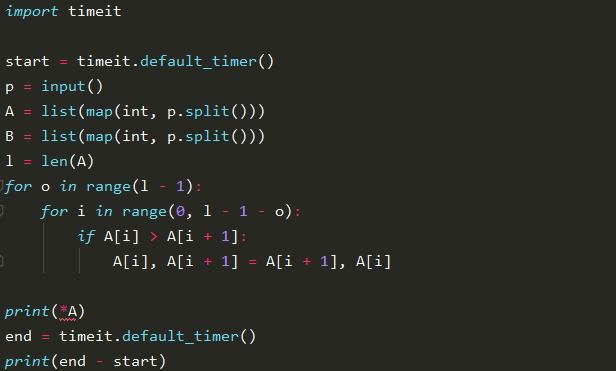 import timeit

start = timeit.default_timer()
p = input()
A = list(map(int, p.split()))
B = list(map(int, p.split()))
l = len(A)
for o in range(l - 1):
    for i in range(0, l - 1 - o):
        if A[i] > A[i + 1]:
            A[i], A[i + 1] = A[i + 1], A[i]

print(*A)
end = timeit.default_timer()
print(end - start)